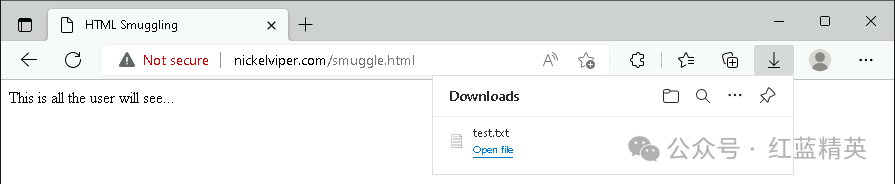 HTML Smuggling
Not secure
nickelviper.com/smuggle.html
This is all the user will see...
Downloads
test.txt
Open file
公众号 · 红蓝精英